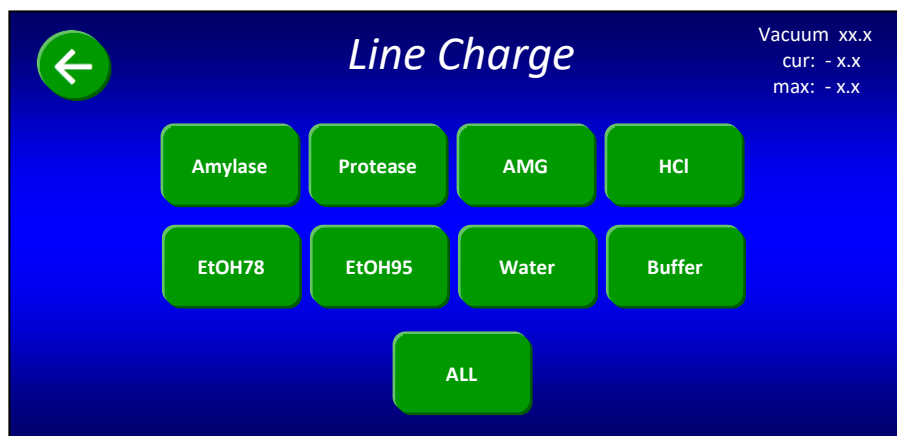 Line Charge
Vacuum xx.x
cur: - x.x
max: - x.x
Amylase
Protease
AMG
HCl
EtOH78
EtOH95
Water
Buffer
ALL